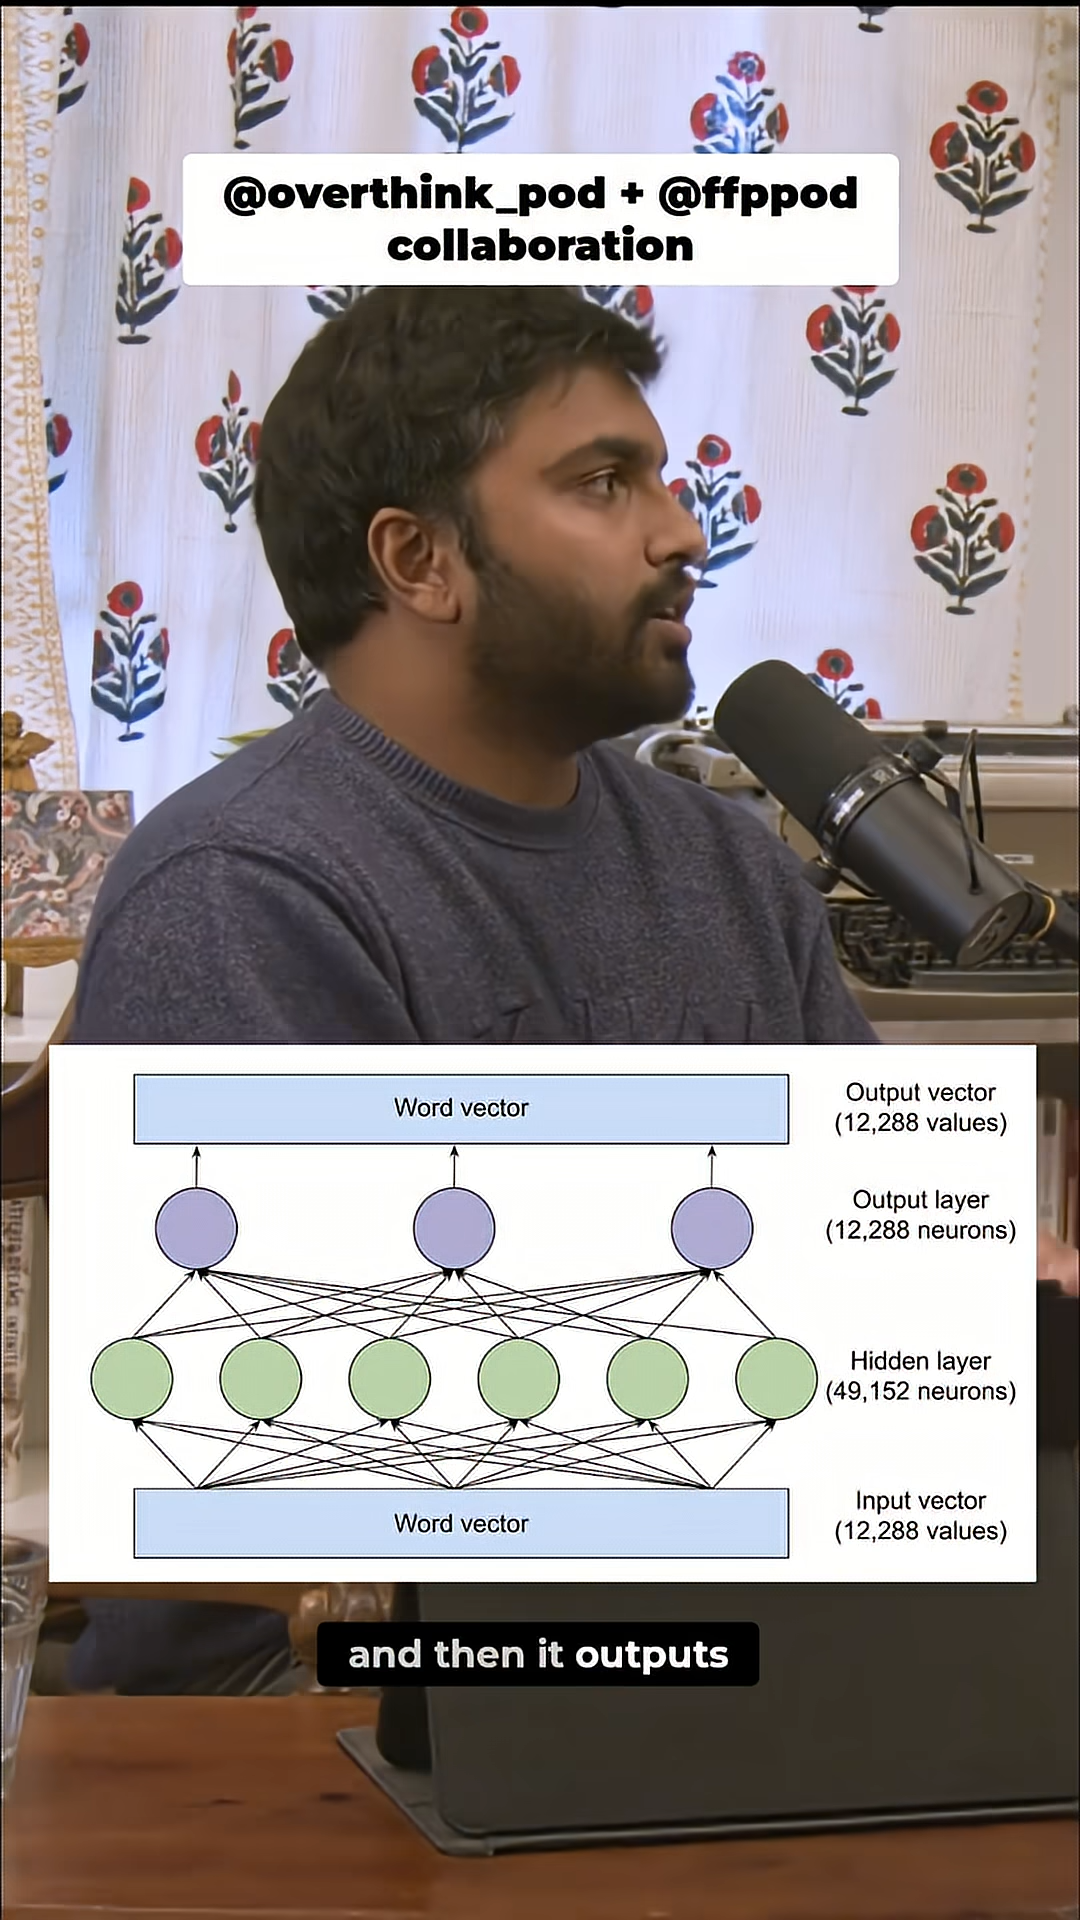 @overthink_pod + @ffppod
collaboration
Word vector
Output vector
(12,288 values)
Output layer
(12,288 neurons)
Hidden layer
(49,152 neurons)
Word vector
Input vector
(12,288 values)
and then it outputs